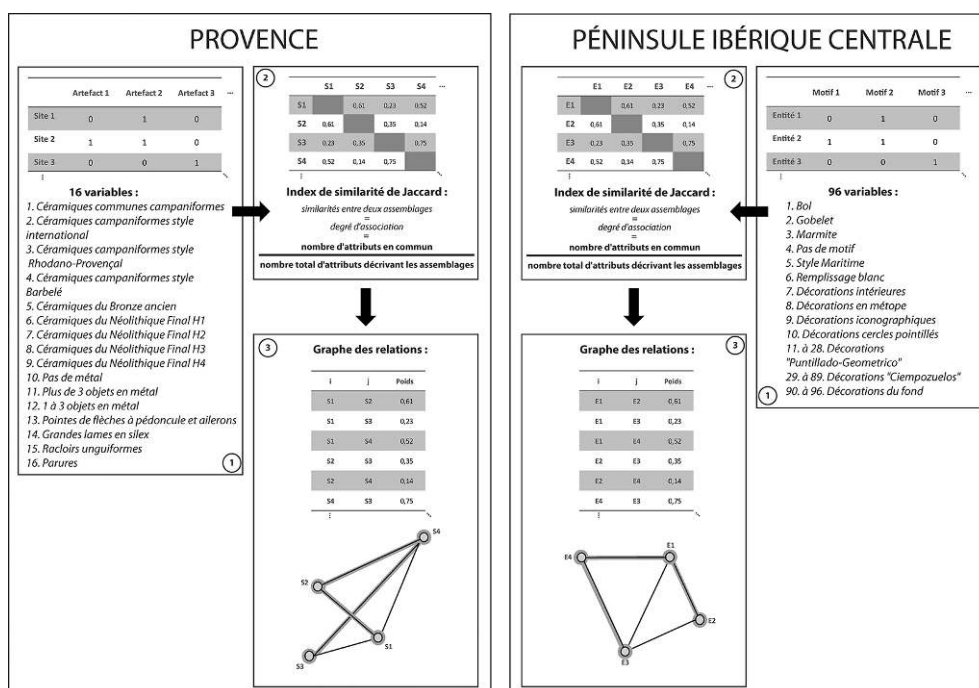 PROVENCE
1
Artefact 1 Artefact 2 Artefact 3 ...
Site 1 0 1 0
Site 2 1 1 0
Site 3 0 0 1
16 variables :
1. Céramiques communes campaniformes
2. Céramiques campaniformes style
international
3. Céramiques campaniformes style
Rhodano-Provençal
4. Céramiques campaniformes style
Barbelé
5. Céramiques du Bronze ancien
6. Céramiques du Néolithique Final H1
7. Céramiques du Néolithique Final H2
8. Céramiques du Néolithique Final H3
9. Céramiques du Néolithique Final H4
10. Pas de métal
11. Plus de 3 objets en métal
12. 1 à 3 objets en métal
13. Pointes de flèches à pédoncule et ailerons
14. Grandes lames en silex
15. Racloirs unguiformes
16. Parures
2
S1 S2 S3 S4 ...
S1 0,61 0,23 0,52
S2 0,61 0,35 0,14
S3 0,23 0,35 0,75
S4 0,52 0,14 0,75
Index de similarité de Jaccard :
similarités entre deux assemblages
=
degré d'association
=
nombre d'attributs en commun
nombre total d'attributs décrivant les assemblages
3
Graphe des relations :
i j Poids
S1 S2 0,61
S1 S3 0,23
S1 S4 0,52
S2 S3 0,35
S2 S4 0,14
S4 S3 0,75
S4
S2
S1
S3
PÉNINSULE IBÉRIQUE CENTRALE
2
E1 E2 E3 E4 ...
E1 0,61 0,23 0,52
E2 0,61 0,35 0,14
E3 0,23 0,35 0,75
E4 0,52 0,14 0,75
Index de similarité de Jaccard :
similarités entre deux assemblages
=
degré d'association
=
nombre d'attributs en commun
nombre total d'attributs décrivant les assemblages
Motif 1 Motif 2 Motif 3 ...
Entité 1 0 1 0
Entité 2 1 1 0
Entité 3 0 0 1
96 variables :
1. Bol
2. Gobelet
3. Marmite
4. Pas de motif
5. Style Maritime
6. Remplissage blanc
7. Décorations intérieures
8. Décorations en métope
9. Décorations iconographiques
10. Décorations cercles pointillés
11. à 28. Décorations
"Puntillado-Geometrico"
29. à 89. Décorations "Ciempozuelos"
90. à 96. Décorations du fond
1
3
Graphe des relations :
i j Poids
E1 E2 0,61
E1 E3 0,23
E1 E4 0,52
E2 E3 0,35
E2 E4 0,14
E4 E3 0,75
E1
E4
E2
E3